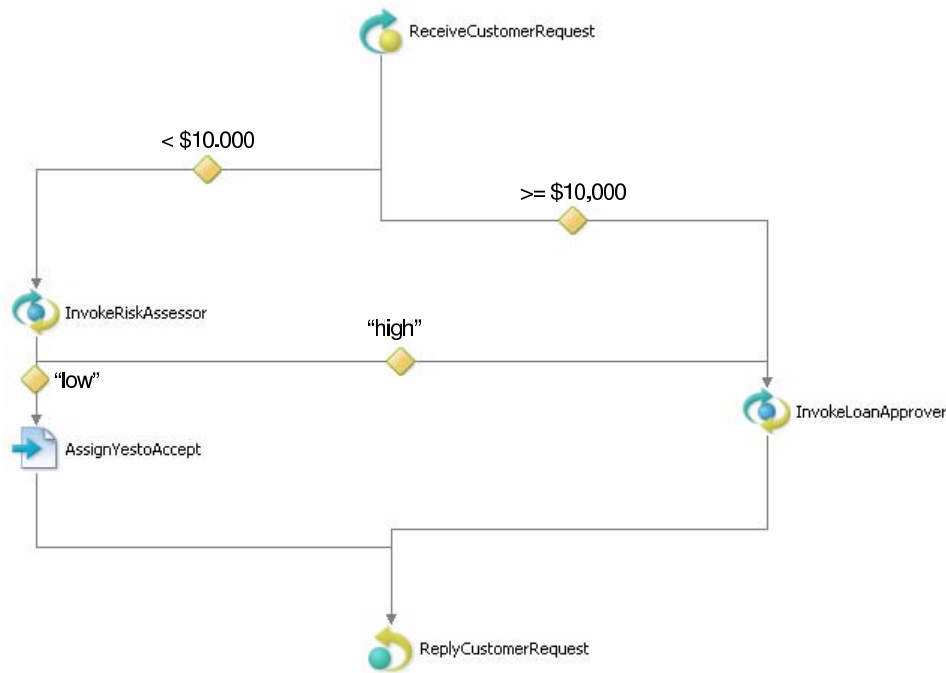 ReceiveCustomerRequest
< $10.000
>= $10,000
InvokeRiskAssessor
“high”
“low”
InvokeLoanApprover
AssignYestoAccept
ReplyCustomerRequest